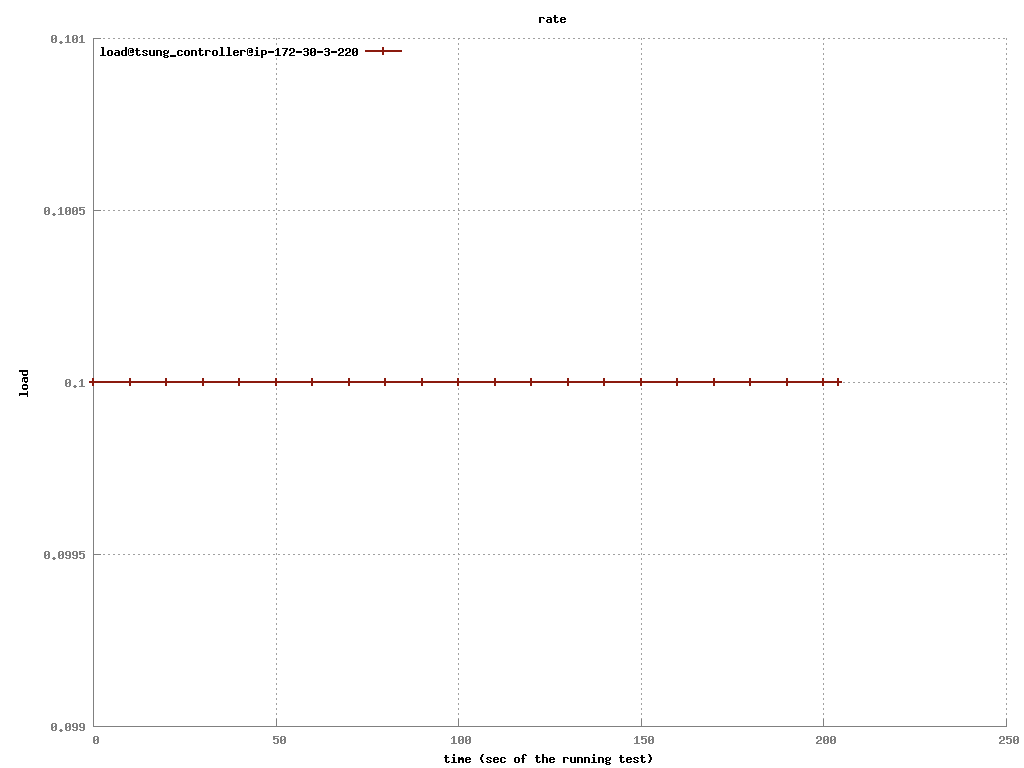 rate
0.101
load@tsung_controller@ip-172-30-3-220
0.1005
load
0.1
0.0995
0.099
0 50 100 150 200 250
time (sec of the running test)